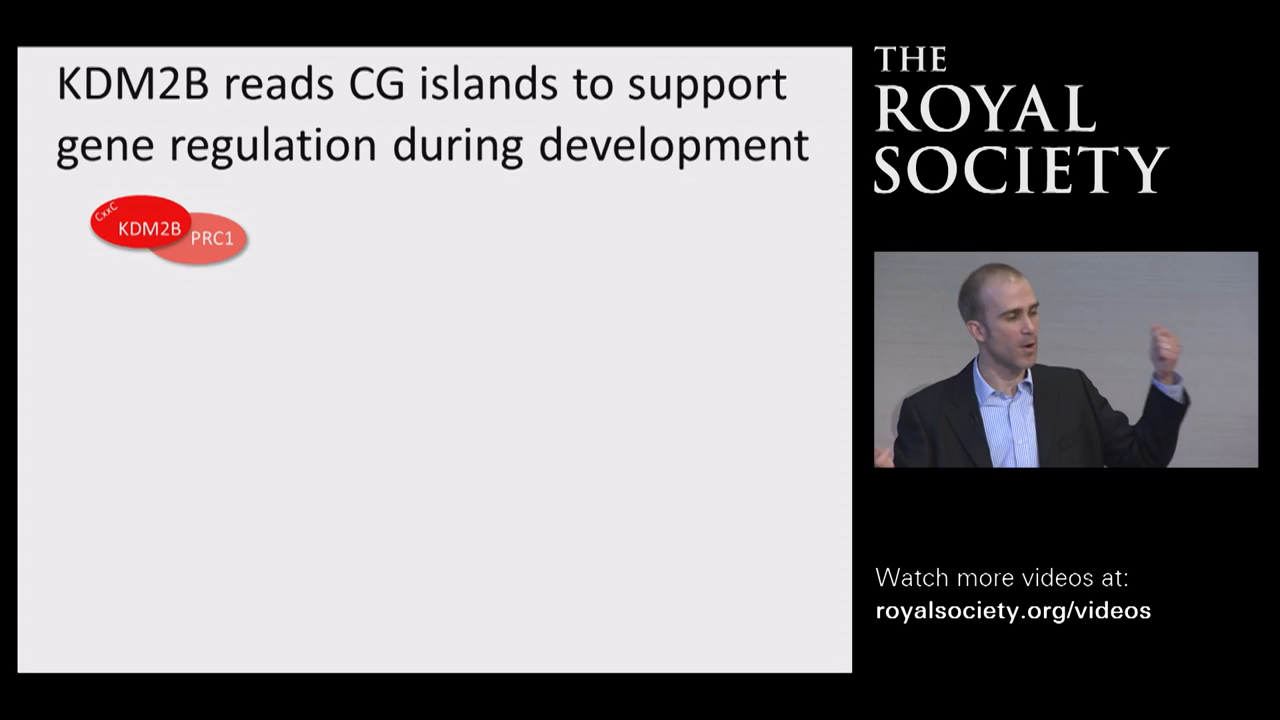 KDM2B reads CG islands to support
gene regulation during development
CxxC
KDM2B
PRC1
THE
ROYAL
SOCIETY
Watch more videos at:
royalsociety.org/videos